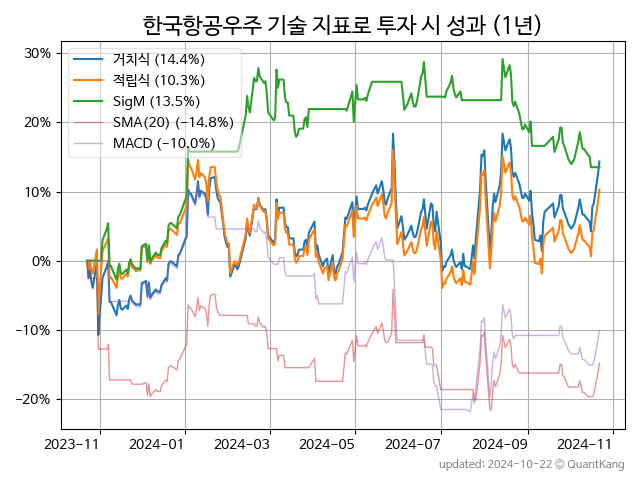 한국항공우주 기술 지표로 투자 시 성과 (1년)
30%
20%
10%
0%
−10%
−20%
거치식 (14.4%)
적립식 (10.3%)
SigM (13.5%)
SMA(20) (−14.8%)
MACD (−10.0%)
2023-11 2024-01 2024-03 2024-05 2024-07 2024-09 2024-11
updated: 2024-10-22 © QuantKang